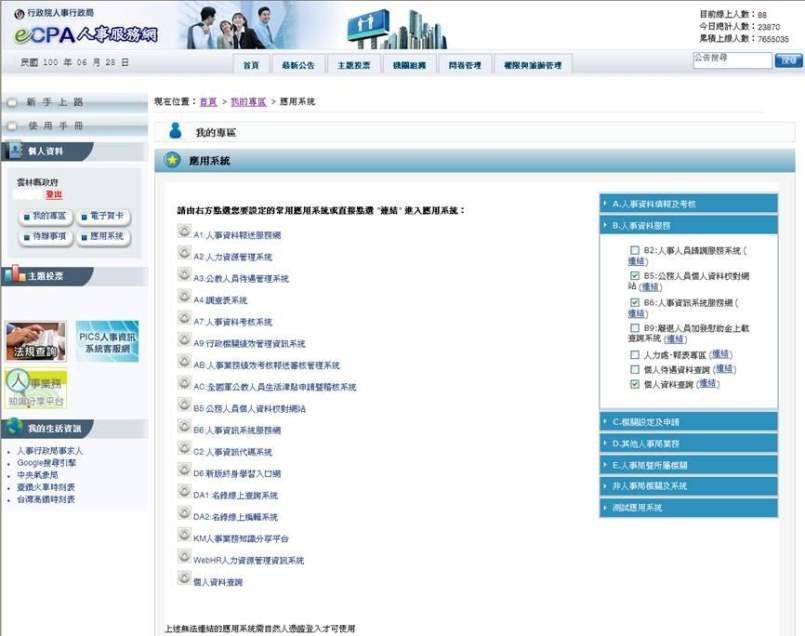 行政院人事行政局
eCPA 人事服務網
目前線上人數：88
今日總計人數：23870
累積上線人數：7655035
民國 100 年 06 月 28 日
首頁
最新公告
主題投票
機關組織
問卷管理
權限與兼辦管理
公告搜尋
搜尋
新手上路
使用手冊
個人資料
雲林縣政府
登出
我的專區
電子賀卡
待辦事項
應用系統
主題投票
法規查詢
PICS人事資訊
系統客服網
人事業務
知識分享平台
我的生活資訊
人事行政局事求人
Google搜尋引擎
中央氣象局
臺鐵火車時刻表
台灣高鐵時刻表
現在位置：首頁 > 我的專區 > 應用系統
我的專區
應用系統
請由右方點選您要設定的常用應用系統或直接點選 "連結" 進入應用系統：
A1:人事資料報送服務網
A2:人力資源管理系統
A3:公教人員待遇管理系統
A4:調查表系統
A7:人事資料考核系統
A9:行政機關績效管理資訊系統
AB:人事業務績效考核報送審核管理系統
AC:全國軍公教人員生活津貼申請暨稽核系統
B5:公務人員個人資料校對網站
B6:人事資訊系統服務網
C2:人事資訊代碼系統
D6:新版終身學習入口網
DA1:名錄線上查詢系統
DA2:名錄線上編輯系統
KM人事業務知識分享平台
WebHR人力資源管理資訊系統
個人資料查詢
上述無法連結的應用系統需自然人憑證登入才可使用
A.人事資料填報及考核
B.人事資料服務
B2:人事人員請調服務系統 (
連結)
B5:公務人員個人資料校對網
站 (連結)
B6:人事資訊系統服務網 (
連結)
B9:離退人員加發慰助金上載
查詢系統 (連結)
人力處-報表專區 (連結)
個人待遇資料查詢 (連結)
個人資料查詢 (連結)
C.機關設定及申請
D.其他人事局業務
E.人事局暨所屬機關
非人事局機關及系統
測試應用系統